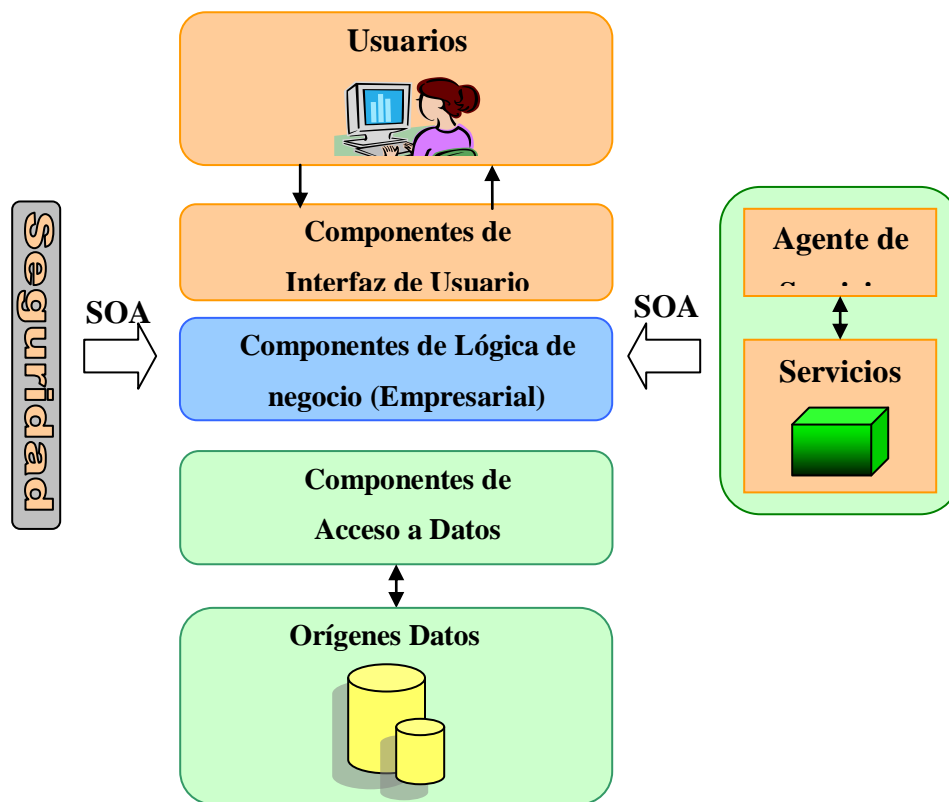 Usuarios
Componentes de
Interfaz de Usuario
Seguridad
SOA
Componentes de Lógica de
negocio (Empresarial)
SOA
Agente de
Servicios
Componentes de
Acceso a Datos
Orígenes Datos